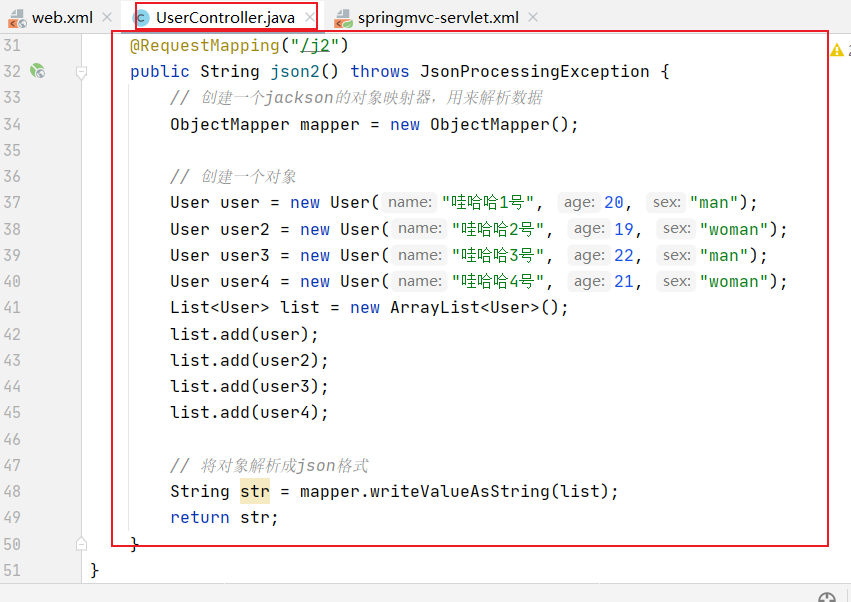 web.xml UserController.java springmvc-servlet.xml
31 @RequestMapping("/j2")
32 public String json2() throws JsonProcessingException {
33 // 创建一个jackson的对象映射器，用来解析数据
34 ObjectMapper mapper = new ObjectMapper();
35
36 // 创建一个对象
37 User user = new User( name: "哇哈哈1号", age: 20, sex: "man");
38 User user2 = new User( name: "哇哈哈2号", age: 19, sex: "woman");
39 User user3 = new User( name: "哇哈哈3号", age: 22, sex: "man");
40 User user4 = new User( name: "哇哈哈4号", age: 21, sex: "woman");
41 List<User> list = new ArrayList<User>();
42 list.add(user);
43 list.add(user2);
44 list.add(user3);
45 list.add(user4);
46
47 // 将对象解析成json格式
48 String str = mapper.writeValueAsString(list);
49 return str;
50 }
51 }